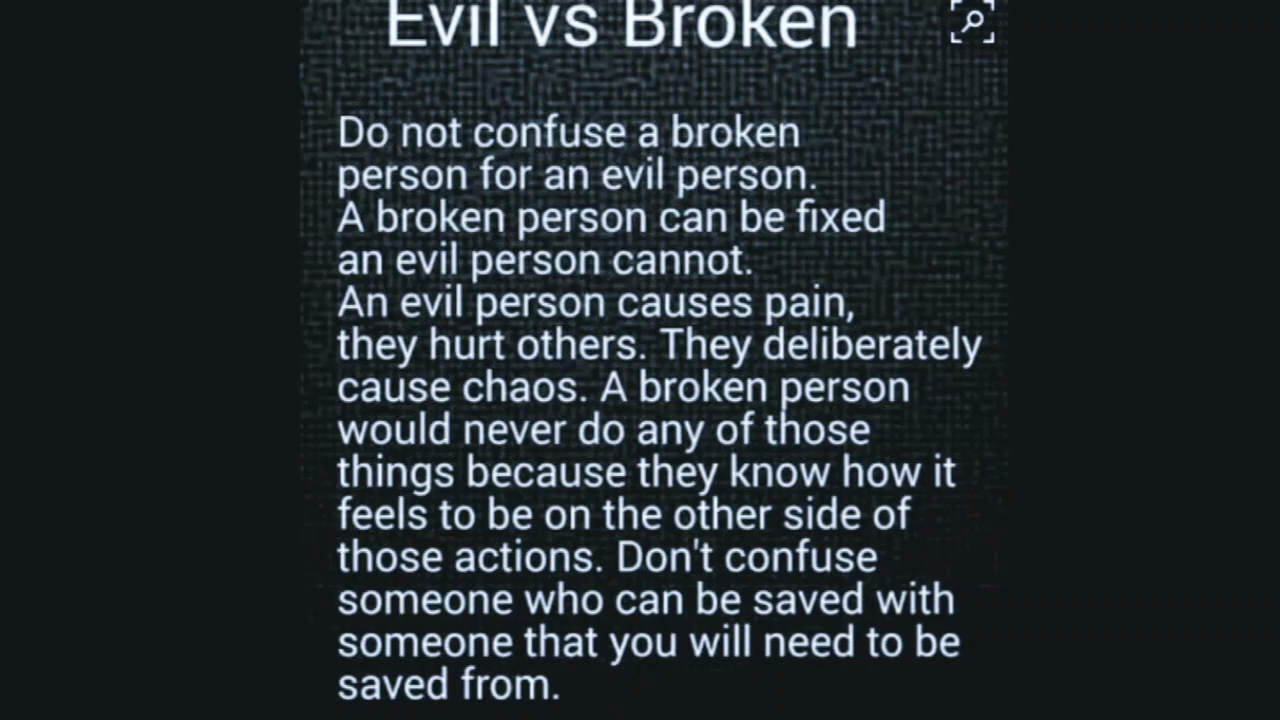 Evil vs Broken
Do not confuse a broken
person for an evil person.
A broken person can be fixed
an evil person cannot.
An evil person causes pain,
they hurt others. They deliberately
cause chaos. A broken person
would never do any of those
things because they know how it
feels to be on the other side of
those actions. Don't confuse
someone who can be saved with
someone that you will need to be
saved from.